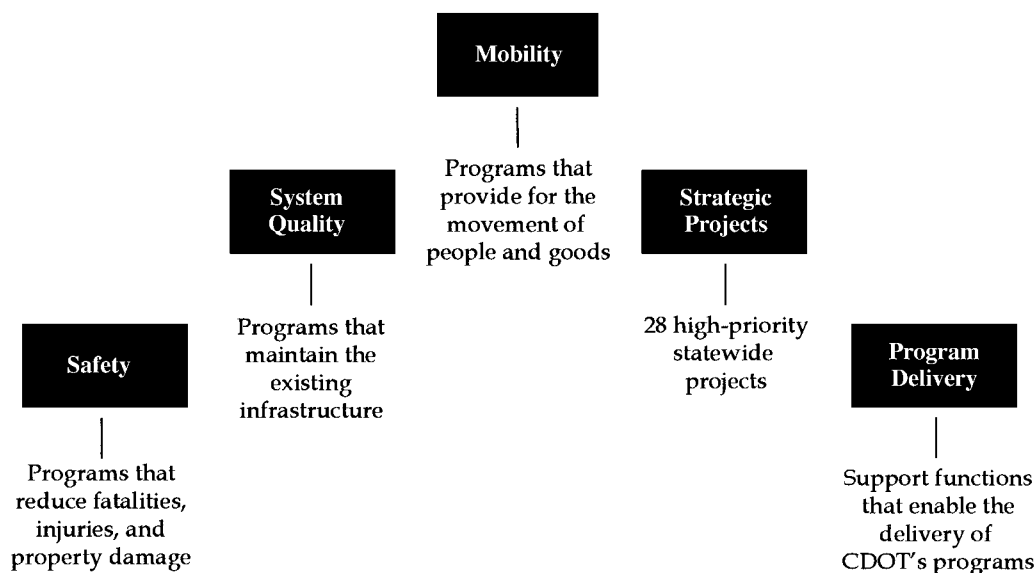 Mobility
Programs that
provide for the
movement of
people and goods
System
Quality
Programs that
maintain the
existing
infrastructure
Strategic
Projects
28 high-priority
statewide
projects
Safety
Programs that
reduce fatalities,
injuries, and
property damage
Program
Delivery
Support functions
that enable the
delivery of
CDOT's programs